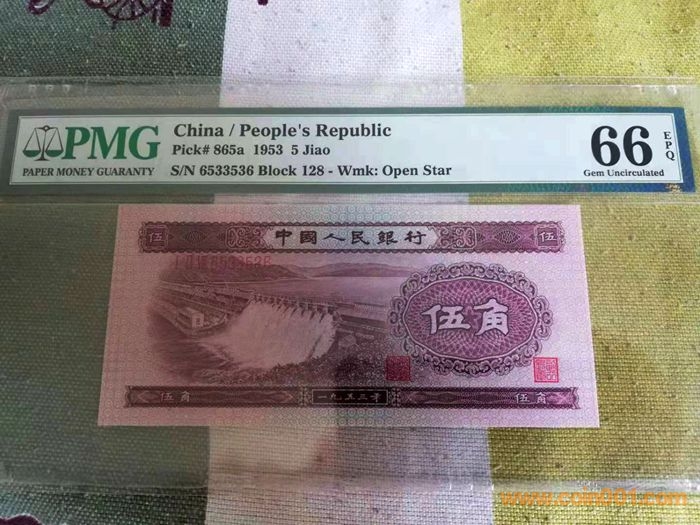 PMG
PAPER MONEY GUARANTY
China / People's Republic
Pick# 865a 1953 5 Jiao
S/N 6533536 Block 128 - Wmk: Open Star
66
EPQ
Gem Uncirculated
伍
中國人民銀行
伍
6533536
伍角
伍角
一九五三年
伍角
www.coin001.com